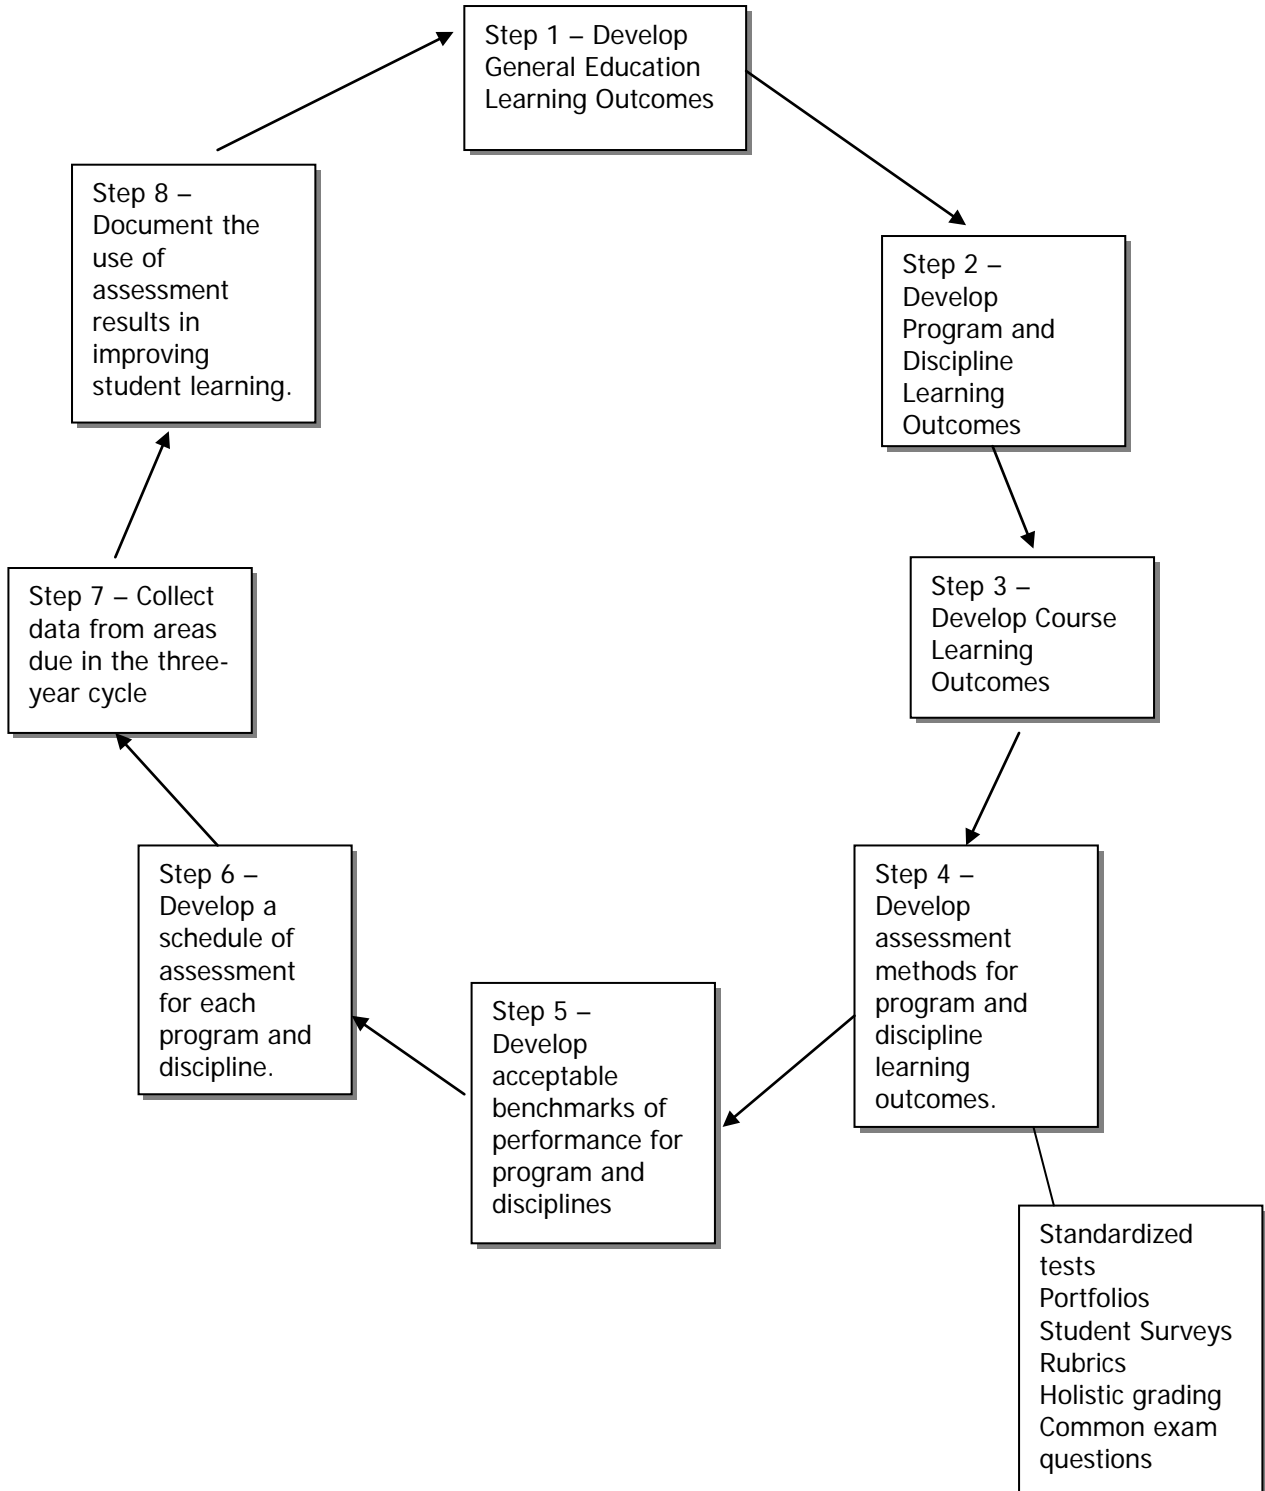 Step 1 – Develop
General Education
Learning Outcomes
Step 2 –
Develop
Program and
Discipline
Learning
Outcomes
Step 3 –
Develop Course
Learning
Outcomes
Step 4 –
Develop
assessment
methods for
program and
discipline
learning
outcomes.
Standardized
tests
Portfolios
Student Surveys
Rubrics
Holistic grading
Common exam
questions
Step 5 –
Develop
acceptable
benchmarks of
performance for
program and
disciplines
Step 6 –
Develop a
schedule of
assessment
for each
program and
discipline.
Step 7 – Collect
data from areas
due in the three-
year cycle
Step 8 –
Document the
use of
assessment
results in
improving
student learning.